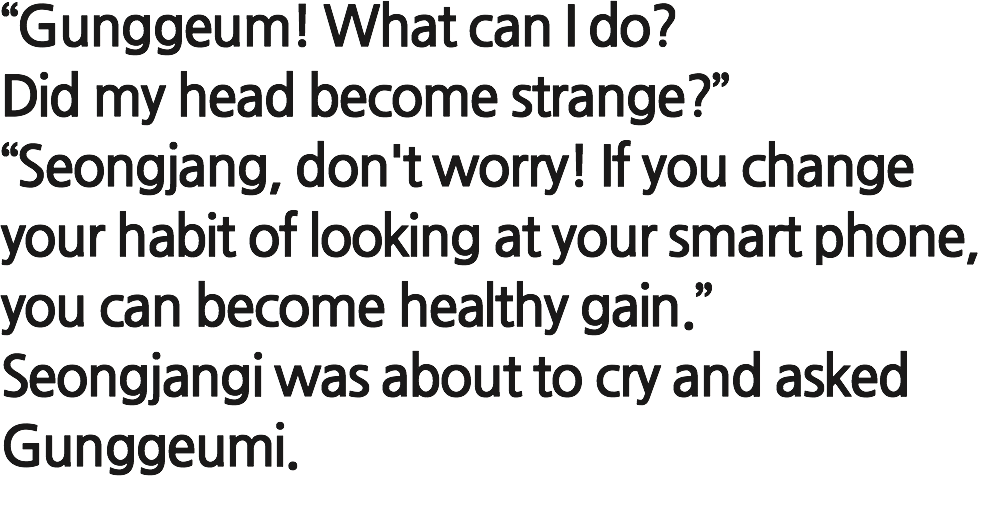 “Gunggeum! What can I do?
Did my head become strange?”
“Seongjang, don't worry! If you change
your habit of looking at your smart phone,
you can become healthy gain.”
Seongjangi was about to cry and asked
Gunggeumi.